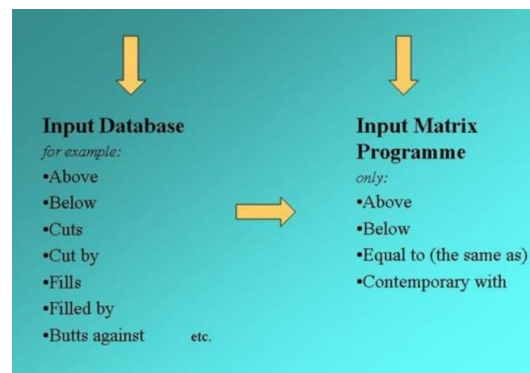 Input Database
for example:
•Above
•Below
•Cuts
•Cut by
•Fills
•Filled by
•Butts against etc.
Input Matrix
Programme
only:
•Above
•Below
•Equal to (the same as)
•Contemporary with